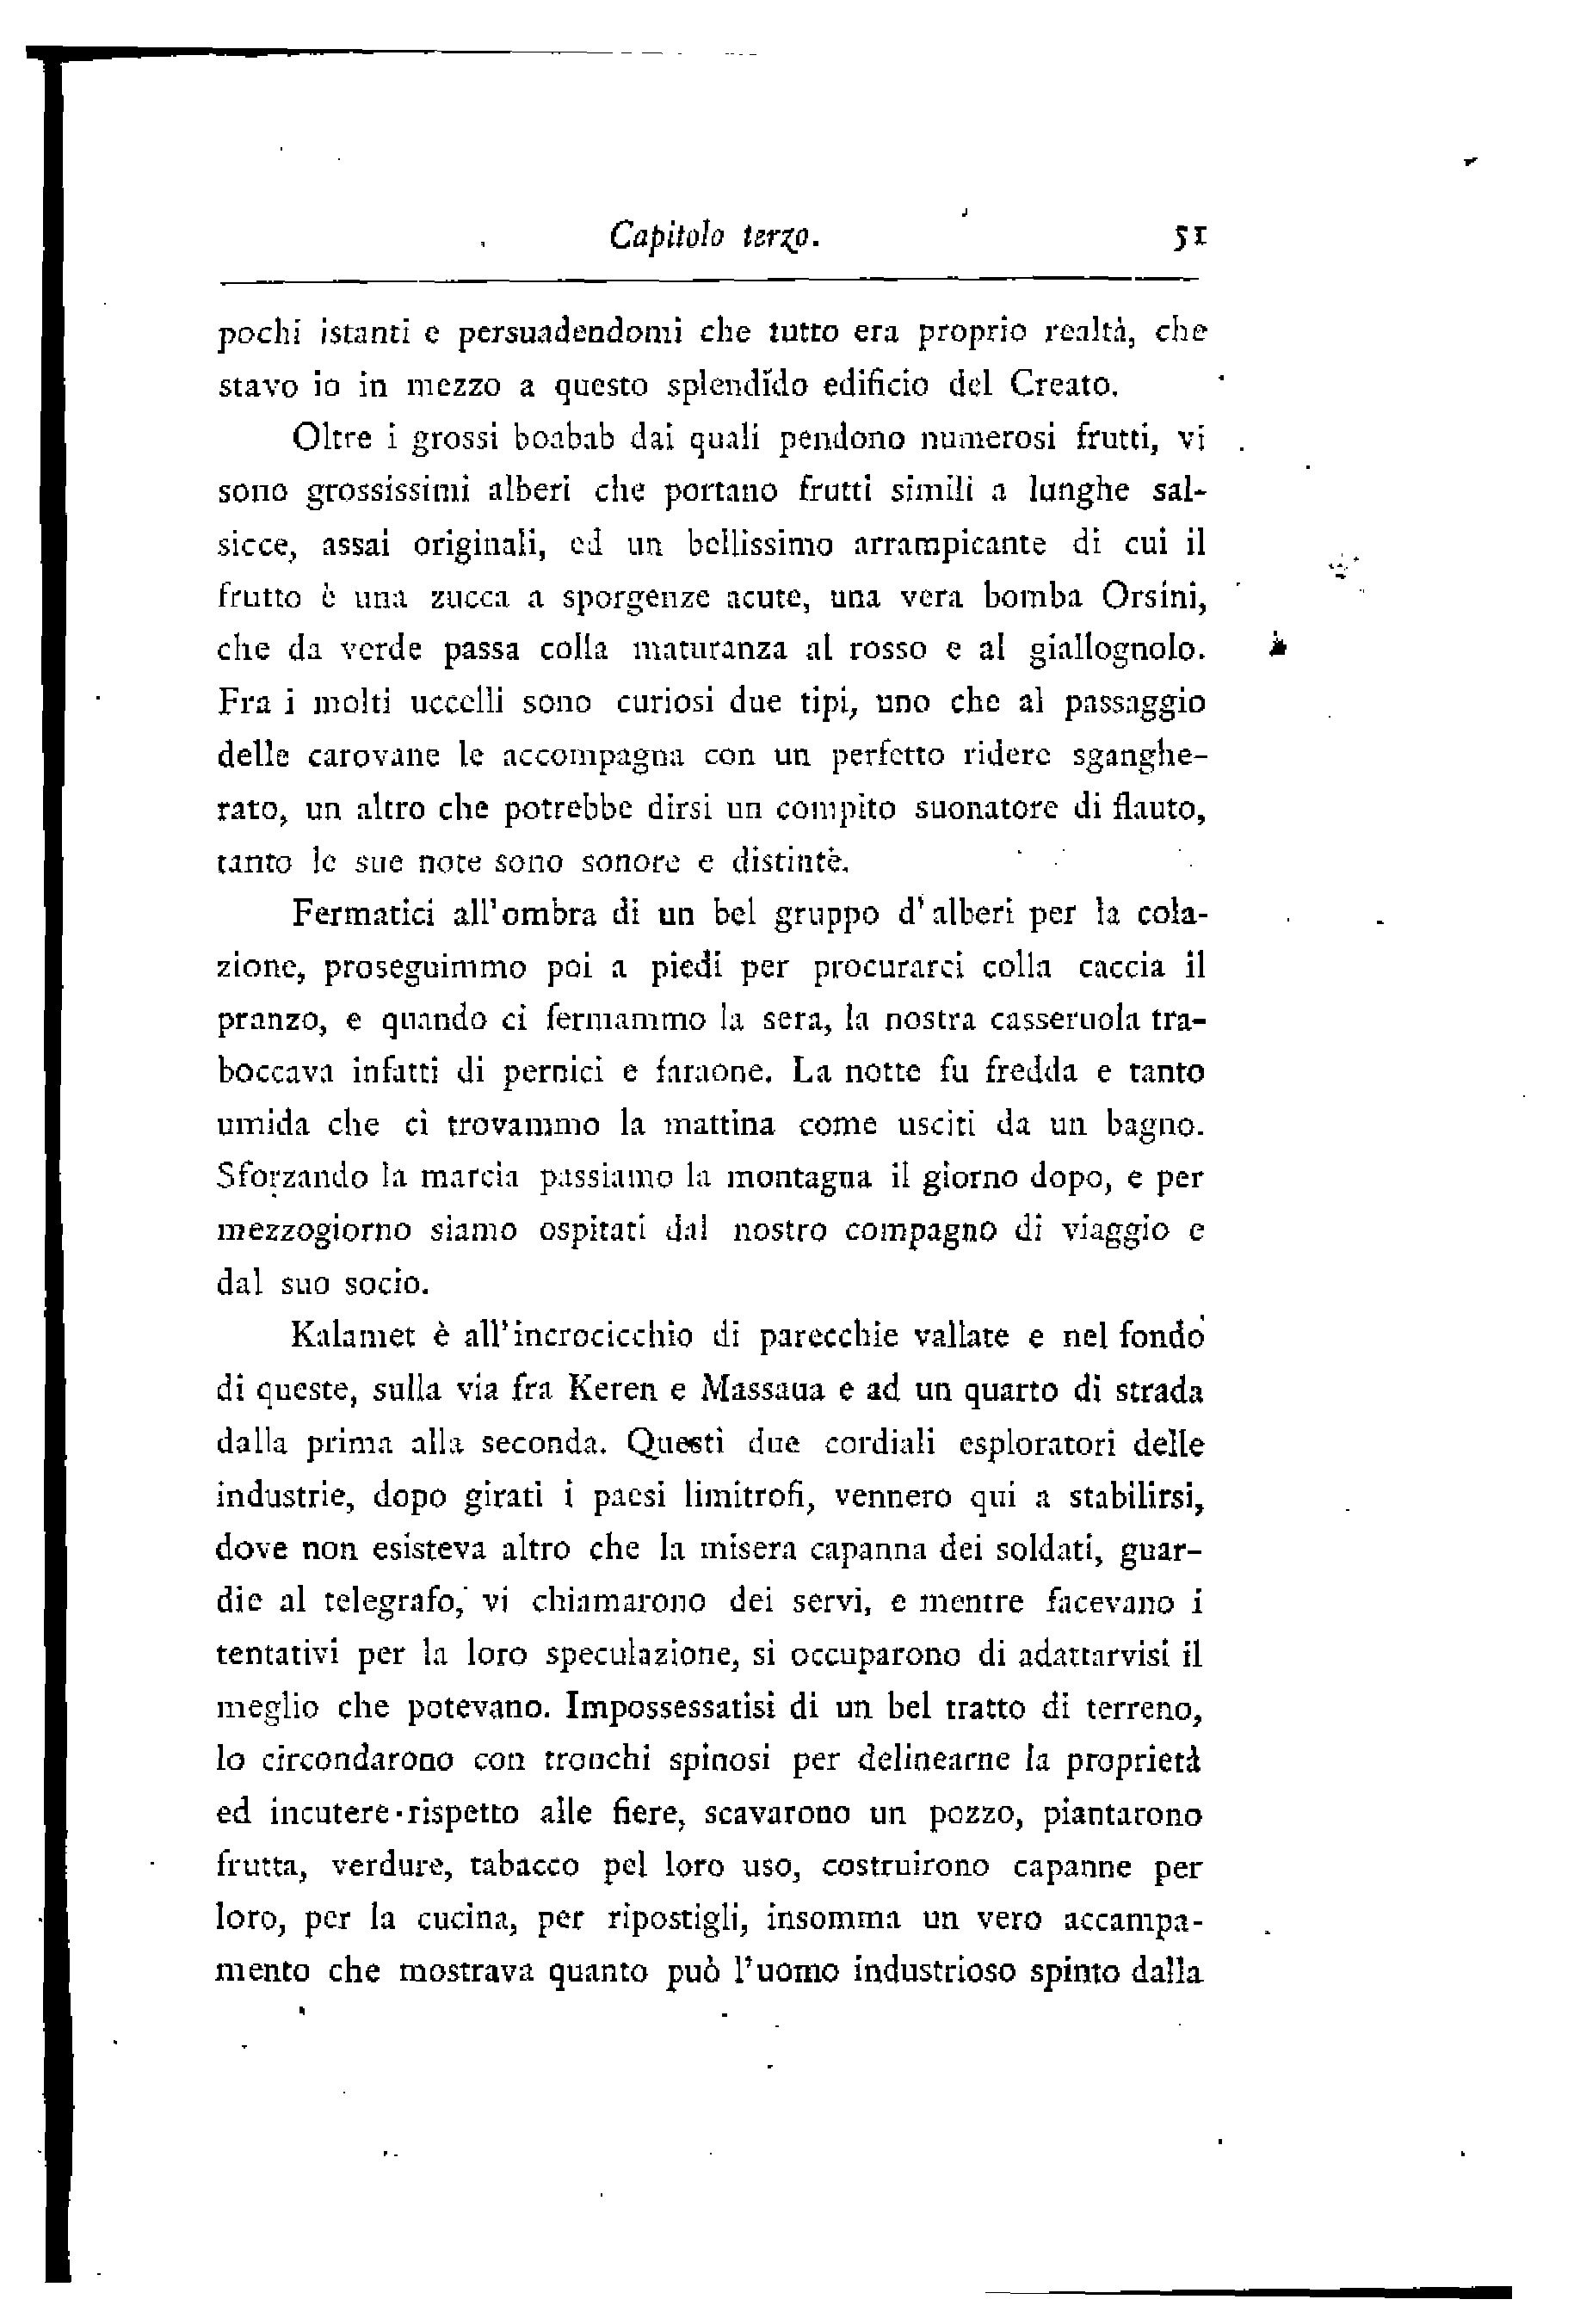 Capitolo terzo. 51
pochi istanti e persuadendomi che tutto era proprio realtà, che
stavo io in mezzo a questo splendido edificio del Creato.
Oltre i grossi boabab dai quali pendono numerosi frutti, vi
sono grossissimi alberi che portano frutti simili a lunghe sal-
sicce, assai originali, ed un bellissimo arrampicante di cui il
frutto è una zucca a sporgenze acute, una vera bomba Orsini,
che da verde passa colla maturanza al rosso e al giallognolo.
Fra i molti uccelli sono curiosi due tipi, uno che al passaggio
delle carovane le accompagna con un perfetto ridere sganghe-
rato, un altro che potrebbe dirsi un compito suonatore di flauto,
tanto le sue note sono sonore e distinte.
Fermatici all'ombra di un bel gruppo d'alberi per la cola-
zione, proseguimmo poi a piedi per procurarci colla caccia il
pranzo, e quando ci fermammo la sera, la nostra casseruola tra-
boccava infatti di pernici e faraone. La notte fu fredda e tanto
umida che ci trovammo la mattina come usciti da un bagno.
Sforzando la marcia passiamo la montagna il giorno dopo, e per
mezzogiorno siamo ospitati dal nostro compagno di viaggio e
dal suo socio.
Kalamet è all'incrocicchio di parecchie vallate e nel fondo
di queste, sulla via fra Keren e Massaua e ad un quarto di strada
dalla prima alla seconda. Questi due cordiali esploratori delle
industrie, dopo girati i paesi limitrofi, vennero qui a stabilirsi,
dove non esisteva altro che la misera capanna dei soldati, guar-
die al telegrafo, vi chiamarono dei servi, e mentre facevano i
tentativi per la loro speculazione, si occuparono di adattarvisi il
meglio che potevano. Impossessatisi di un bel tratto di terreno,
lo circondarono con tronchi spinosi per delinearne la proprietà
ed incutere rispetto alle fiere, scavarono un pozzo, piantarono
frutta, verdure, tabacco pel loro uso, costruirono capanne per
loro, per la cucina, per ripostigli, insomma un vero accampa-
mento che mostrava quanto può l'uomo industrioso spinto dalla